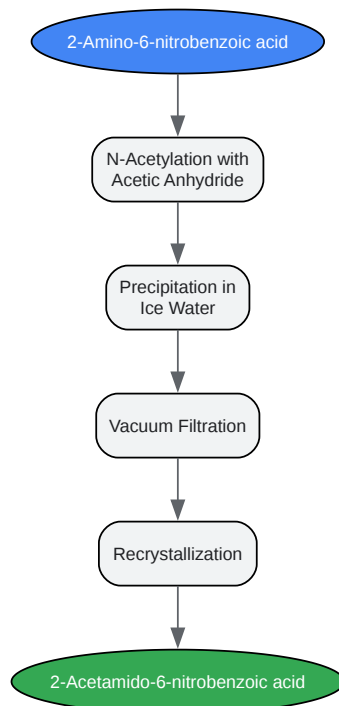 2-Amino-6-nitrobenzoic acid
N-Acetylation with
Acetic Anhydride
Precipitation in
Ice Water
Vacuum Filtration
Recrystallization
2-Acetamido-6-nitrobenzoic acid